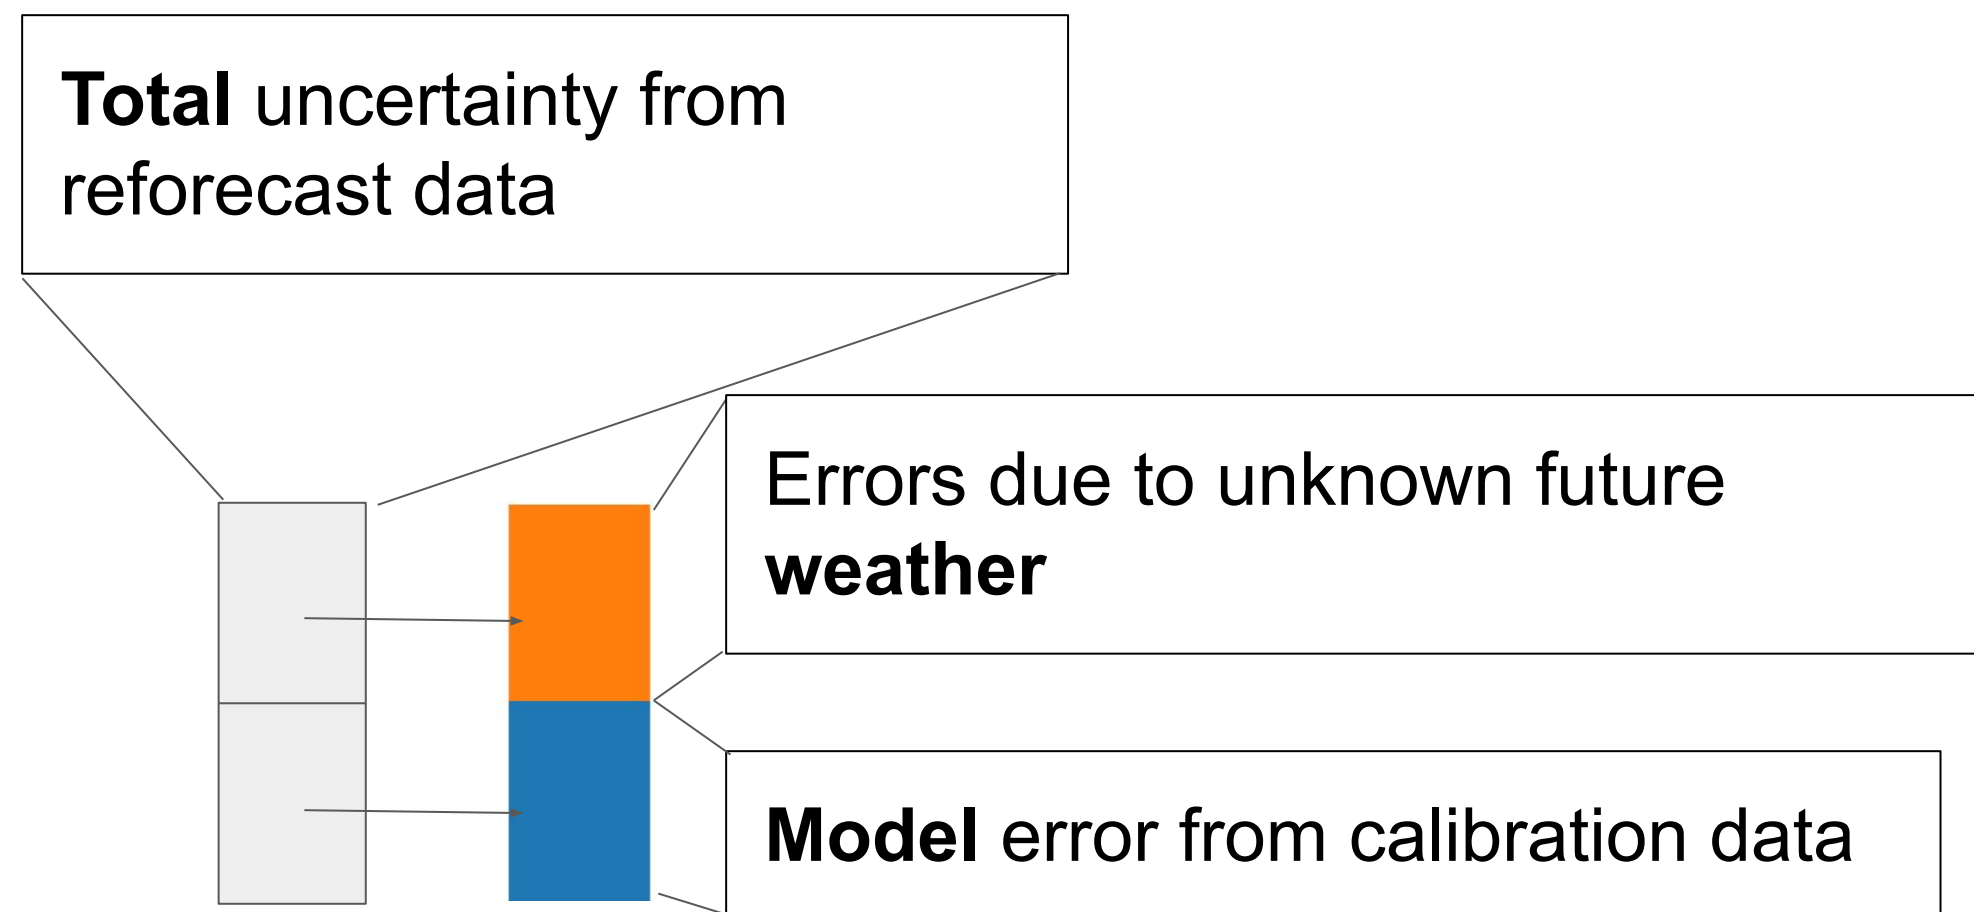 Total uncertainty from
reforecast data
Errors due to unknown future
weather
Model error from calibration data